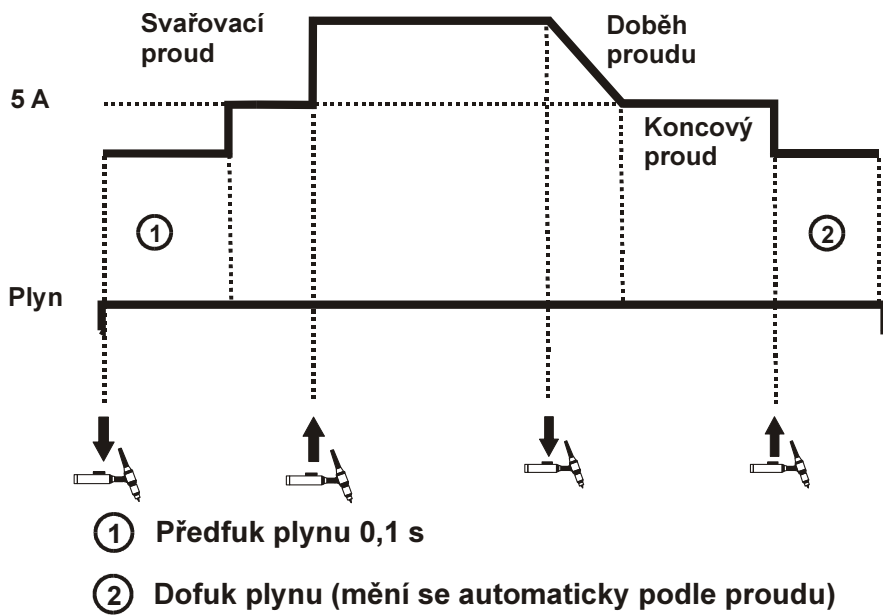 Svařovací
proud
Doběh
proudu
5 A
Koncový
proud
1
2
Plyn
1 Předfuk plynu 0,1 s
2 Dofuk plynu (mění se automaticky podle proudu)